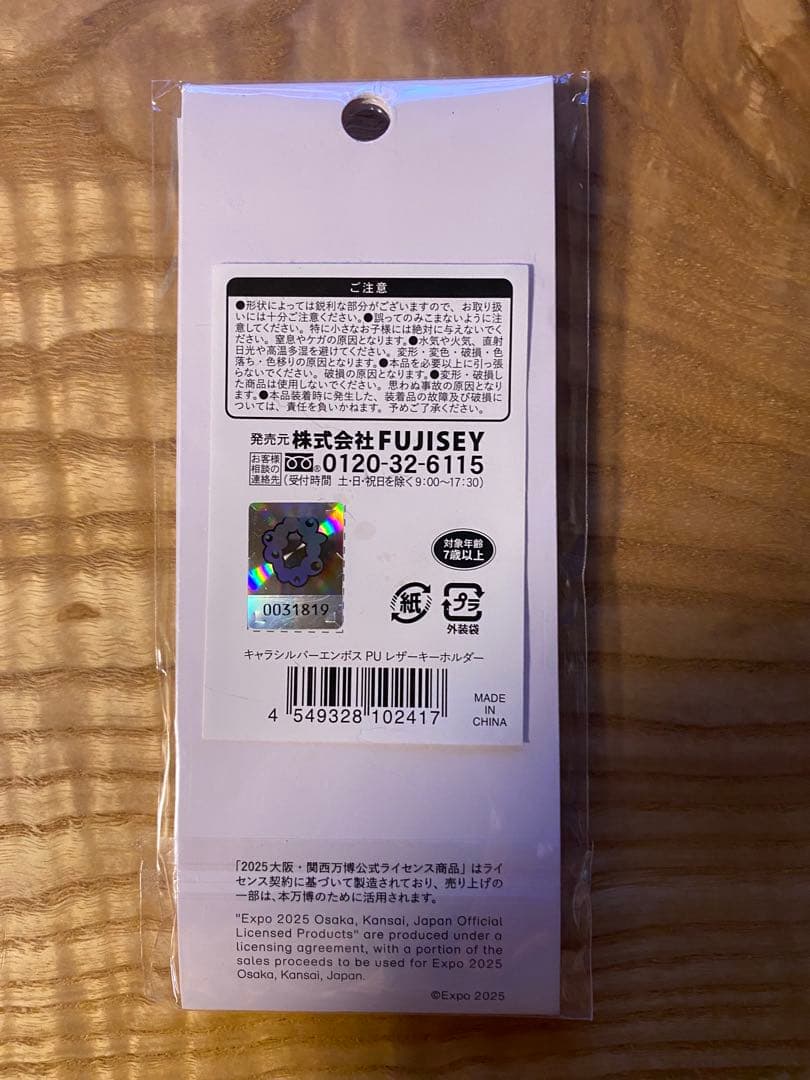 ご注意
●形状によっては鋭利な部分がございますので、お取り扱
いには十分ご注意ください。●誤ってのみこまないように注
意してください。特に小さなお子様には絶対に与えないでく
ださい。窒息やケガの原因となります。●水気や火気、直射
日光や高温多湿を避けてください。変形・変色・破損・色
落ち・色移りの原因となります。●本品を必要以上に引っ張
らないでください。破損の原因となります。●変形・破損し
た商品は使用しないでください。思わぬ事故の原因となり
ます。●本品装着時に発生した、装着品の故障及び破損に
ついては、責任を負いかねます。予めご了承ください。
発売元 株式会社FUJISEY
お客様
相談の
連絡先
® 0120-32-6115
(受付時間 土・日・祝日を除く9:00〜17:30)
対象年齢
7歳以上
0031819
紙
プラ
外装袋
キャラシルバーエンボス PU レザーキーホルダー
4 549328 102417
MADE
IN
CHINA
「2025大阪・関西万博公式ライセンス商品」はライ
センス契約に基づいて製造されており、売り上げの
一部は、本万博のために活用されます。
"Expo 2025 Osaka, Kansai, Japan Official
Licensed Products" are produced under a
licensing agreement, with a portion of the
sales proceeds to be used for Expo 2025
Osaka, Kansai, Japan.
©Expo 2025